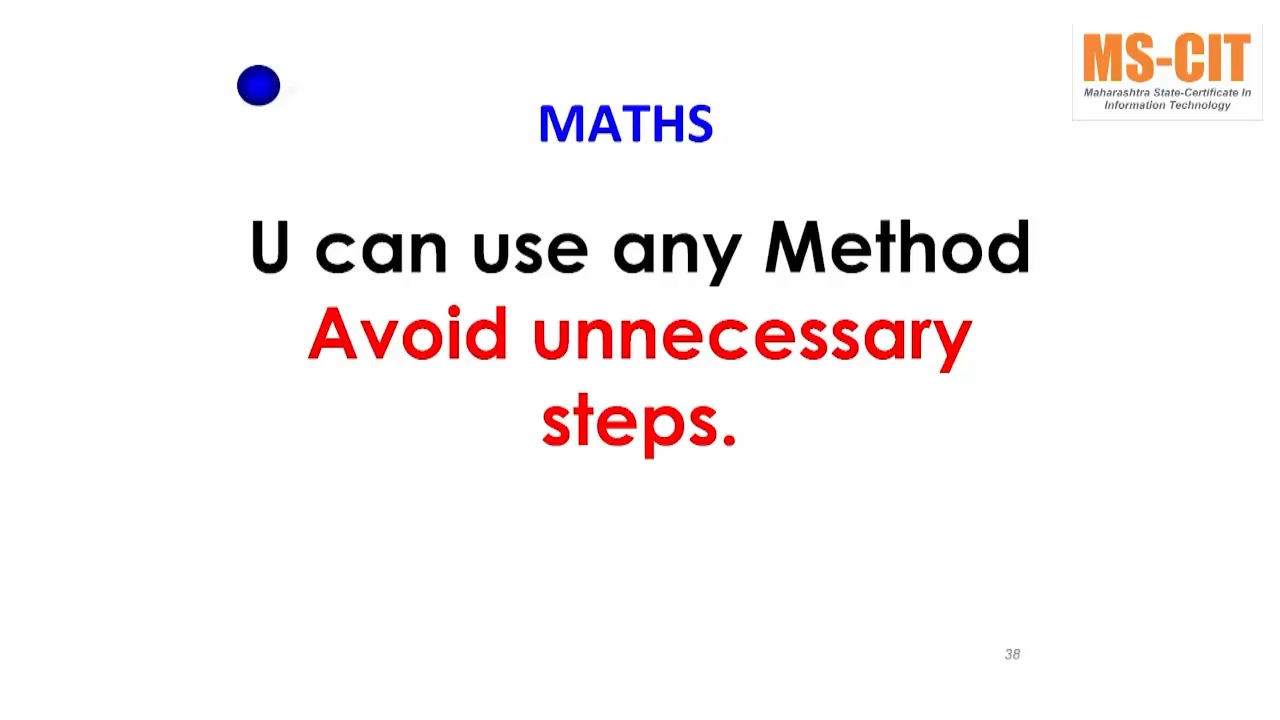 MS-CIT
Maharashtra State-Certificate In
Information Technology
MATHS
U can use any Method
Avoid unnecessary
steps.
38